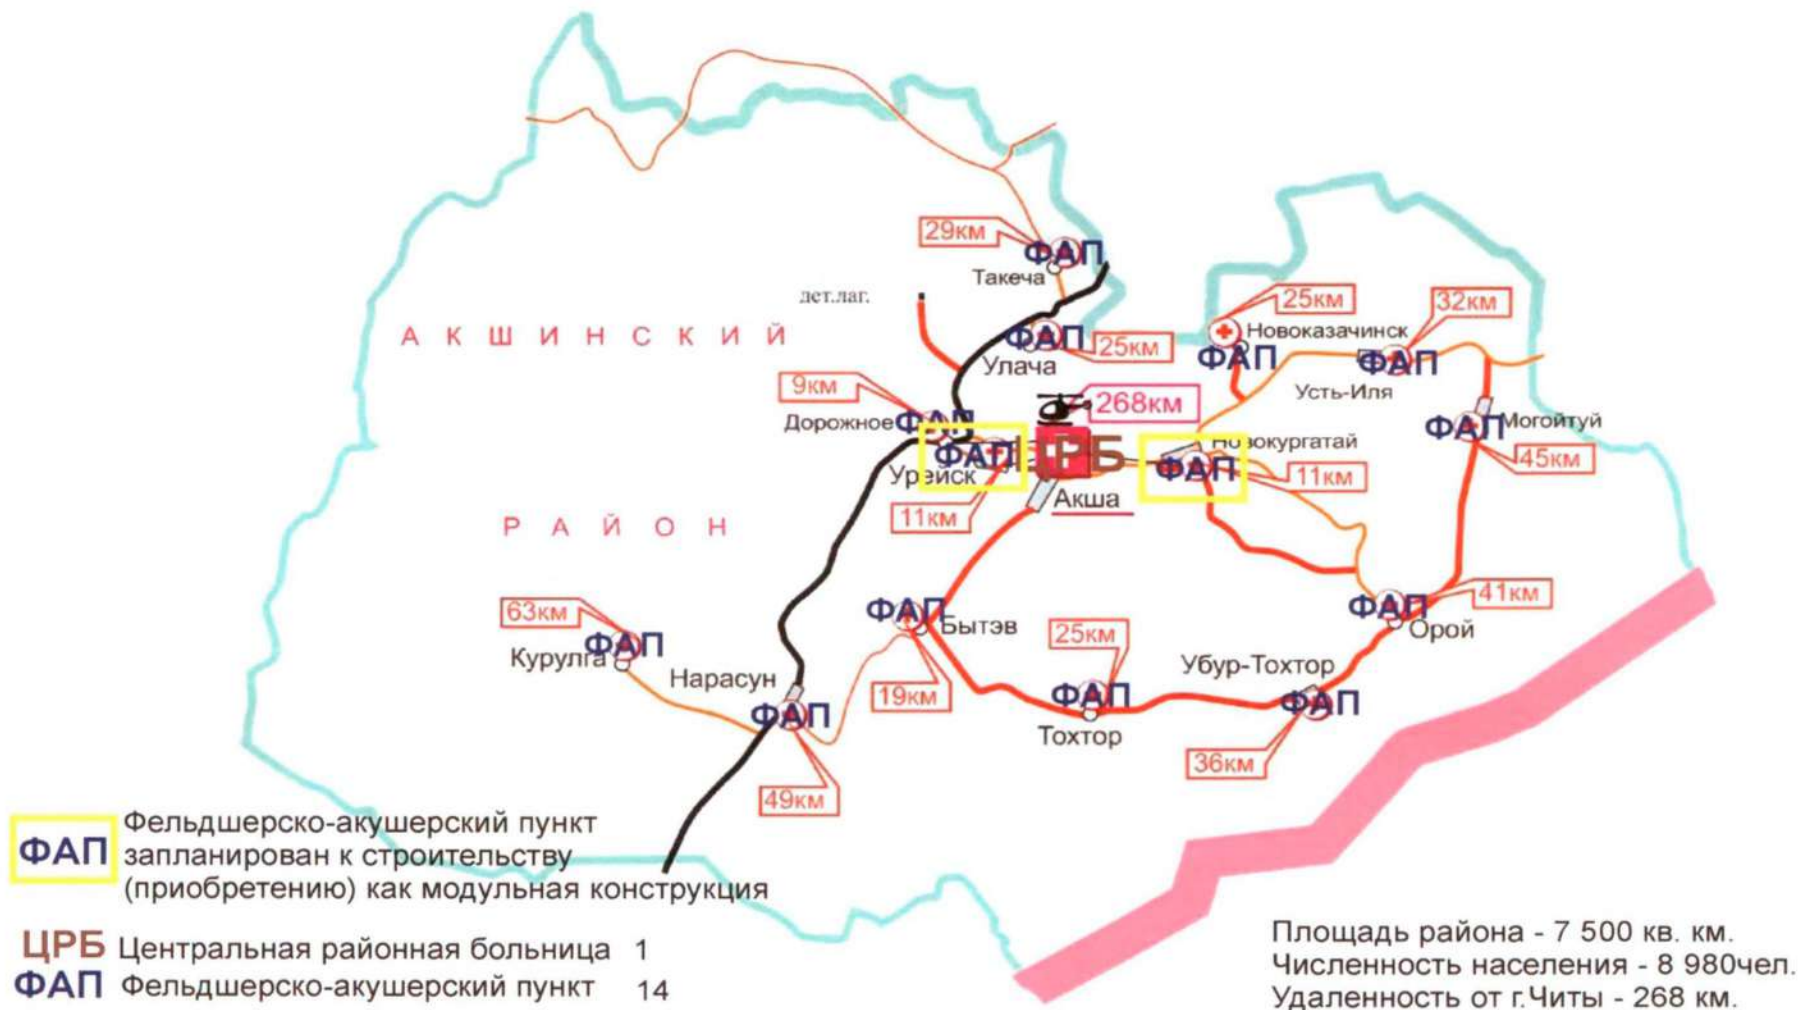 29км
ФАП
Такеча
дет.лаг.
АКШИНСКИЙ
ФАП
25км
Улача
25км
Новоказачинск
ФАП
32км
ФАП
Усть-Иля
9км
Дорожное
ФАП
268км
ФАП
Могойтуй
45км
ФАП
Урейск
11км
ЦРБ
Акша
Новокургатай
ФАП
11км
РАЙОН
63км
ФАП
Курулга
Нарасун
ФАП
49км
ФАП
Бытэв
19км
25км
ФАП
Тохтор
Убур-Тохтор
ФАП
36км
41км
ФАП
Орой
ФАП
Фельдшерско-акушерский пункт
запланирован к строительству
(приобретению) как модульная конструкция
ЦРБ Центральная районная больница 1
ФАП Фельдшерско-акушерский пункт 14
Площадь района - 7 500 кв. км.
Численность населения - 8 980чел.
Удаленность от г.Читы - 268 км.